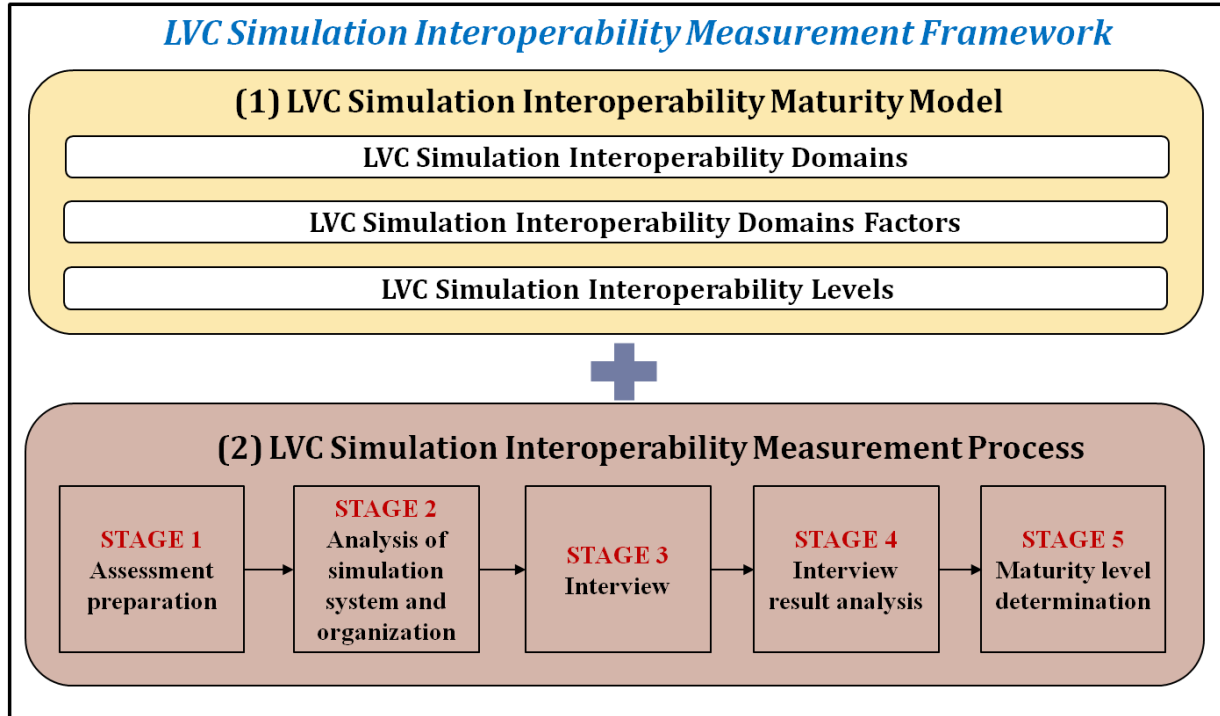 LVC Simulation Interoperability Measurement Framework
(1) LVC Simulation Interoperability Maturity Model
LVC Simulation Interoperability Domains
LVC Simulation Interoperability Domains Factors
LVC Simulation Interoperability Levels
(2) LVC Simulation Interoperability Measurement Process
STAGE 1
Assessment
preparation
STAGE 2
Analysis of
simulation
system and
organization
STAGE 3
Interview
STAGE 4
Interview
result analysis
STAGE 5
Maturity level
determination